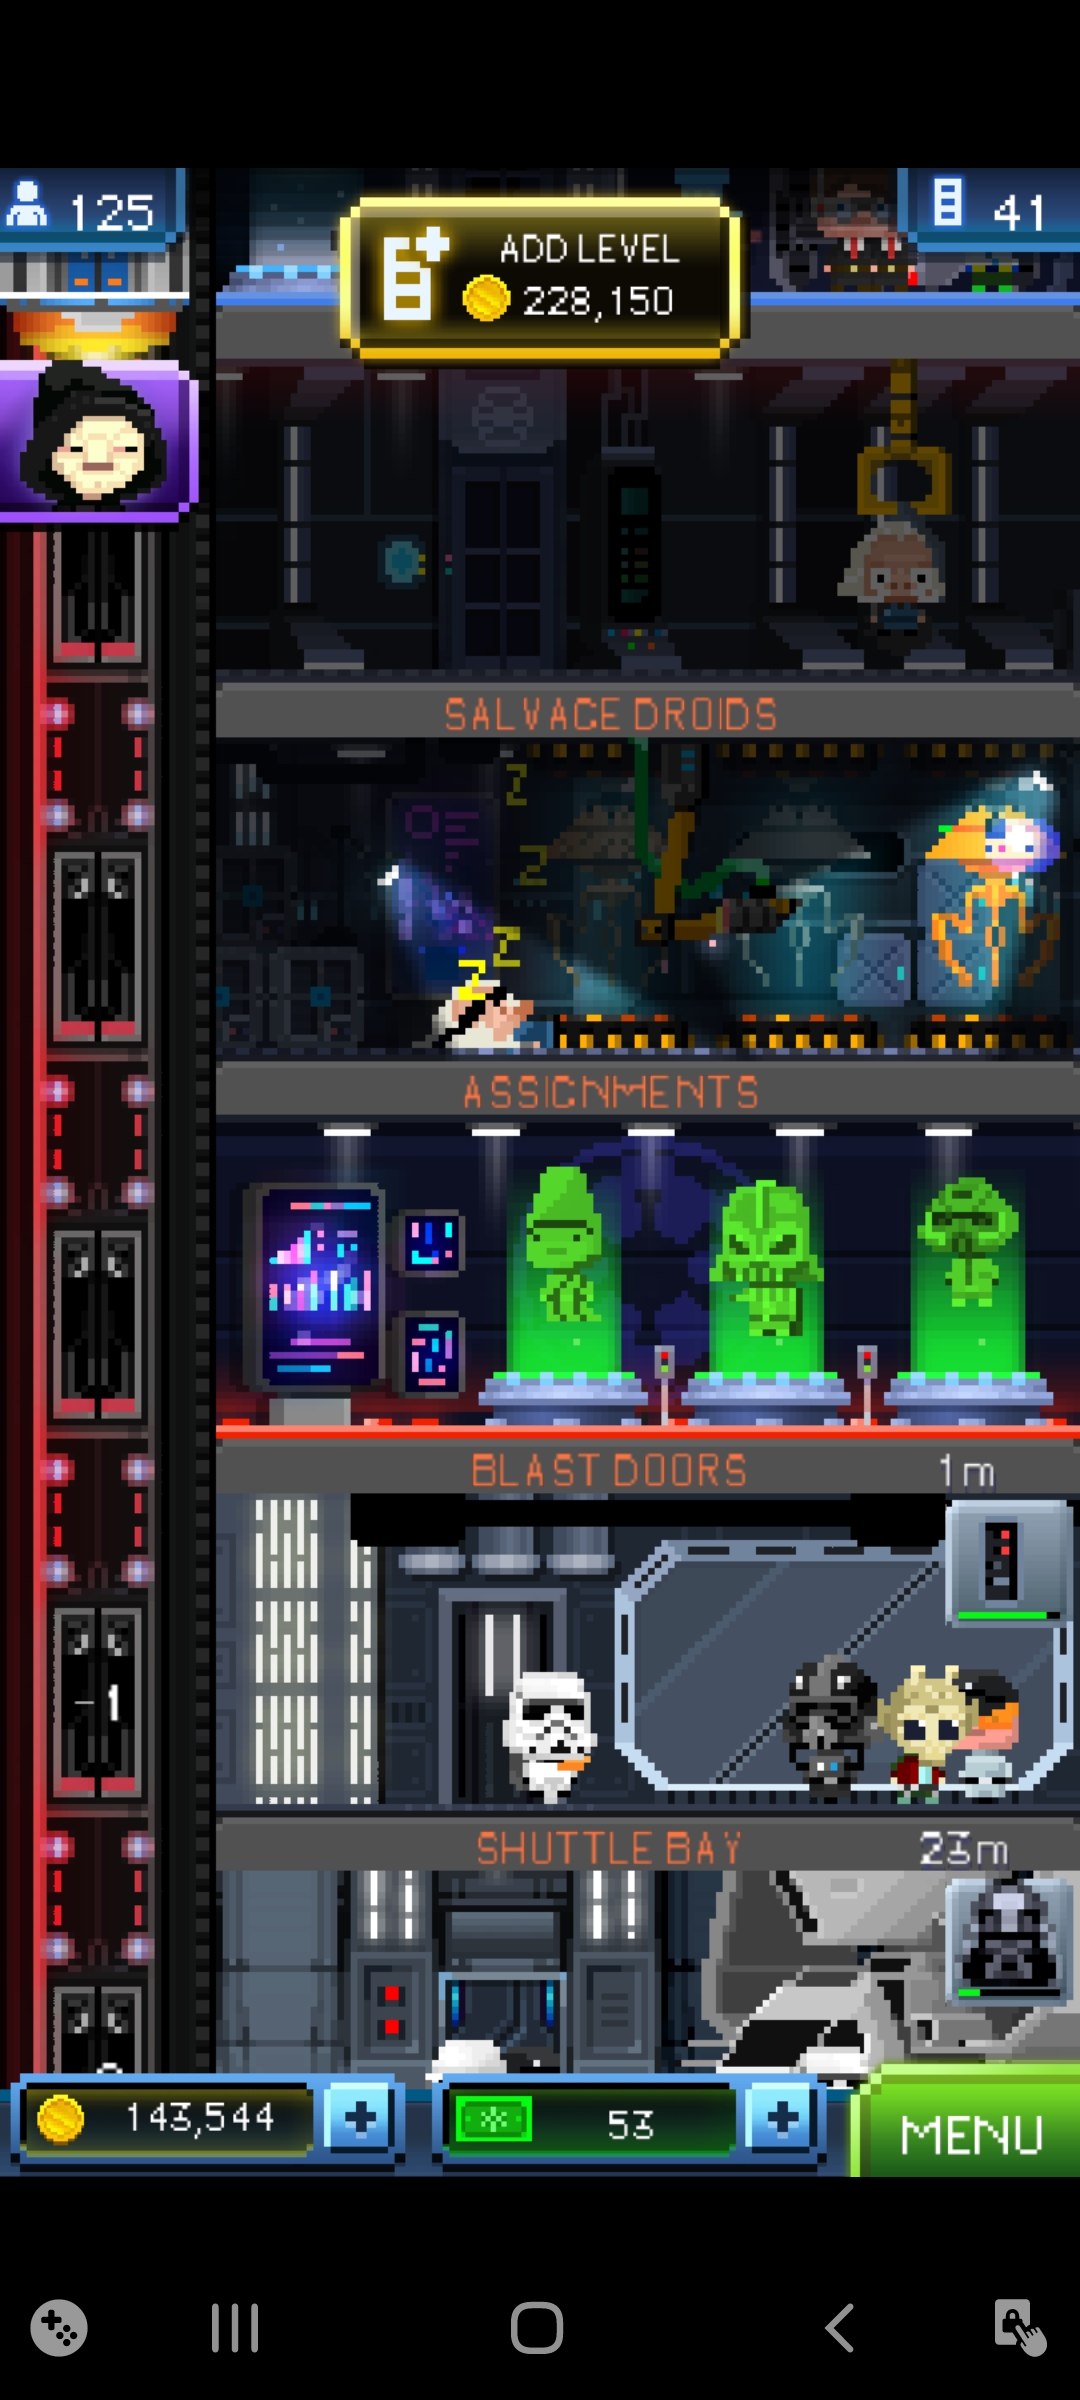 125
ADD LEVEL
228,150
41
SALVAGE DROIDS
Z
Z
Z
Z
ASSIGNMENTS
BLAST DOORS 1m
-1
SHUTTLE BAY 23m
143,544
53
MENU